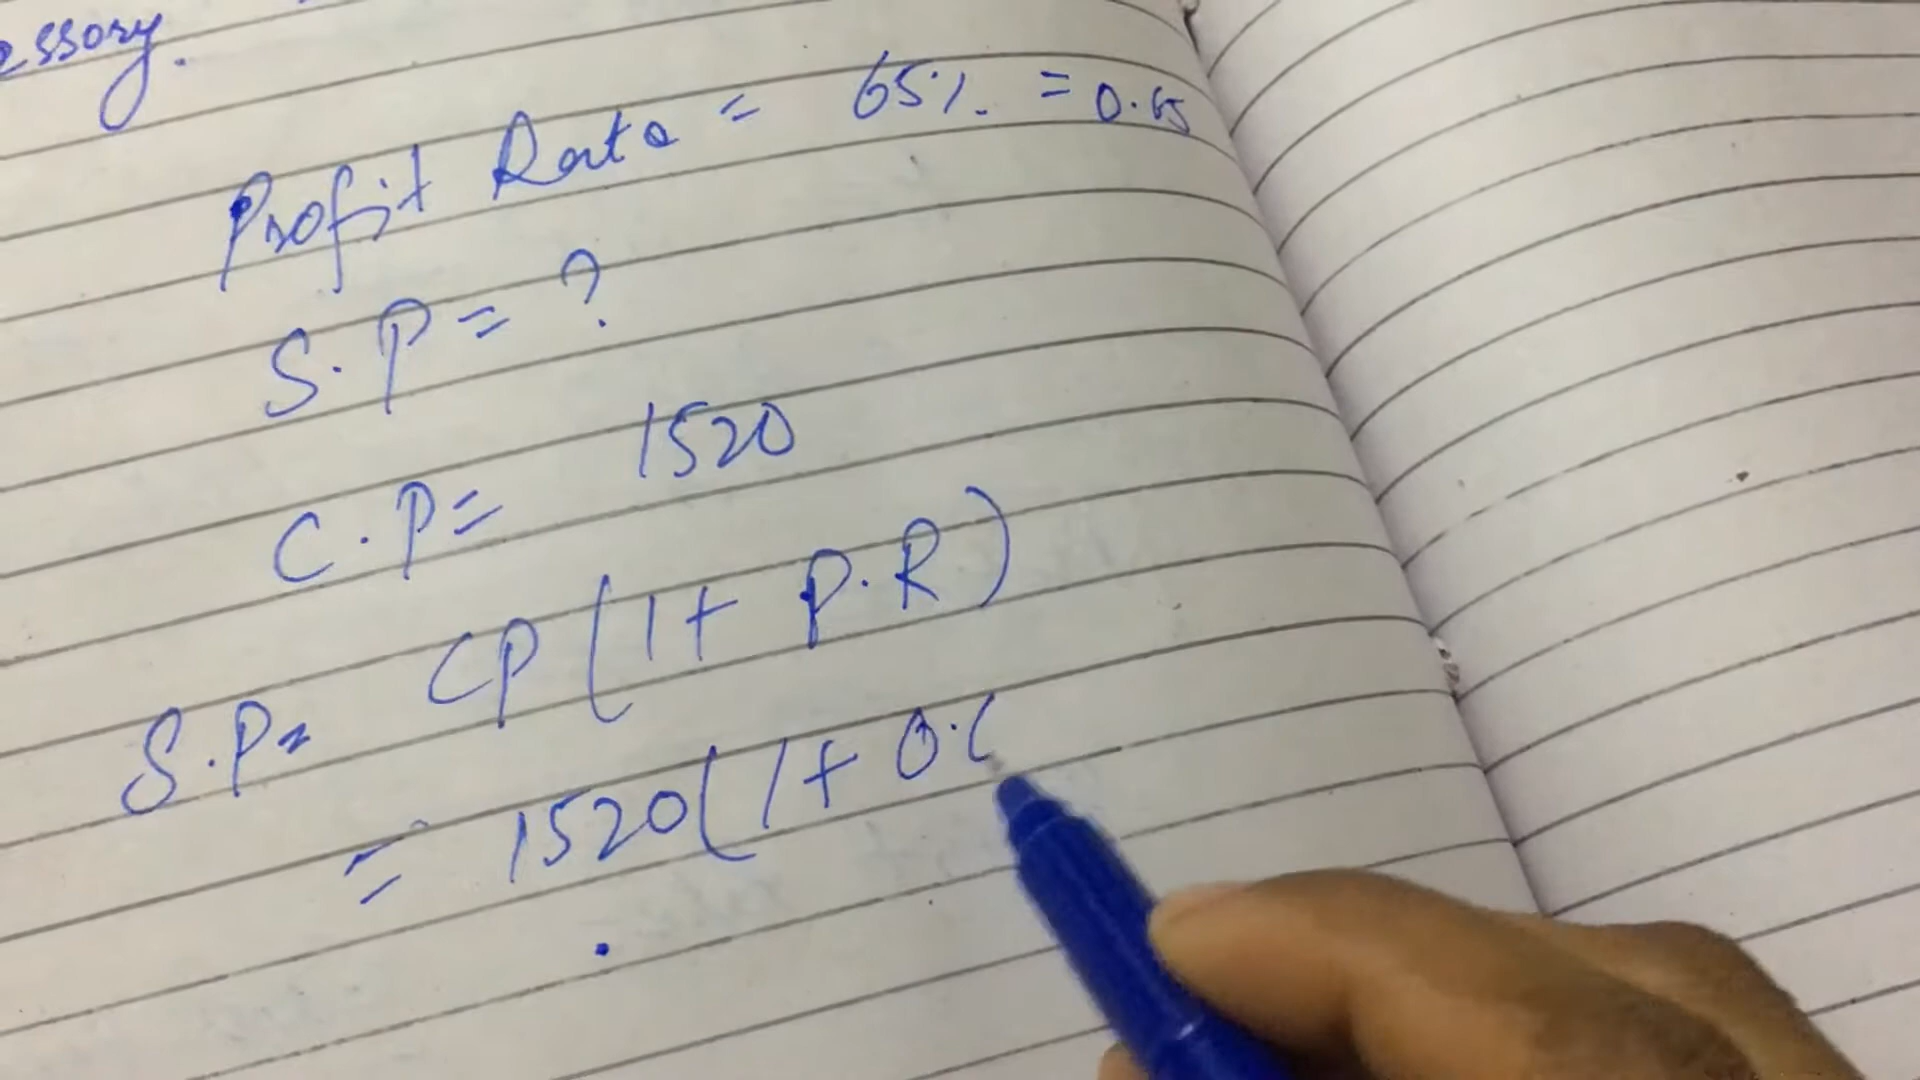 essory.
Profit Rate = 65% = 0.65
S.P = ?
C.P = 1520
S.P = CP (1 + P.R)
= 1520 ( 1 + 0.6